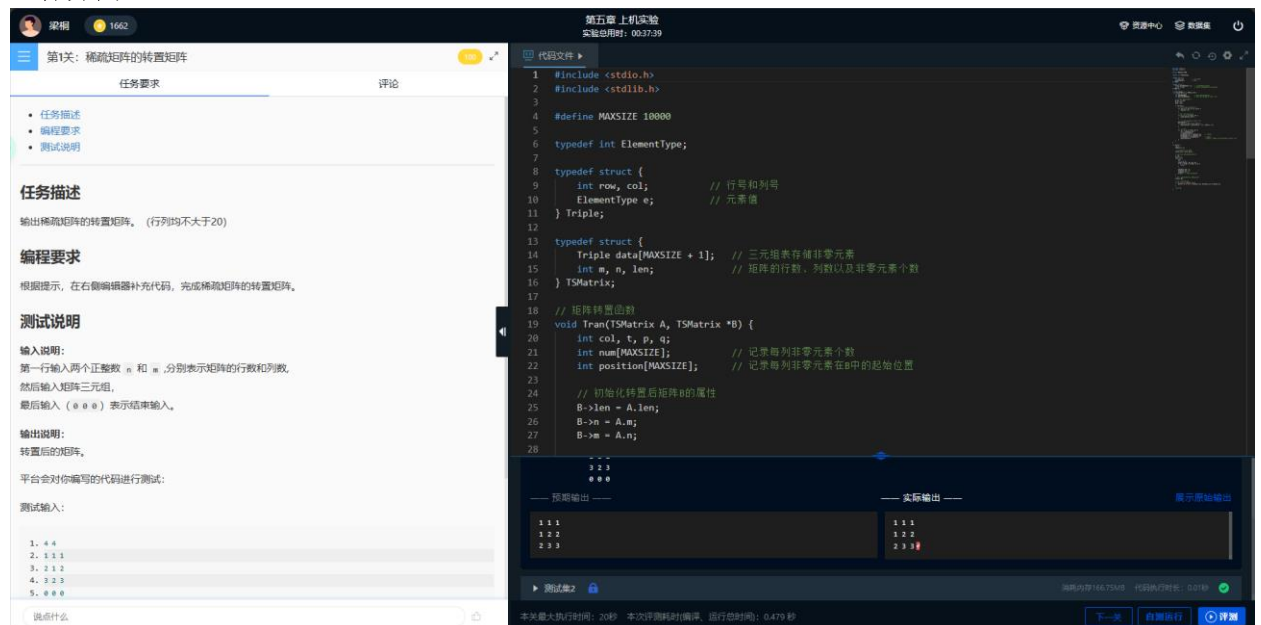 梁桐
1662
第五章 上机实验
实验总用时：00:37:39
资源中心
数据集
第1关：稀疏矩阵的转置矩阵
100
任务要求
评论
任务描述
编程要求
测试说明
任务描述
输出稀疏矩阵的转置矩阵。（行列均不大于20）
编程要求
根据提示，在右侧编辑器补充代码，完成稀疏矩阵的转置矩阵。
测试说明
输入说明：
第一行输入两个正整数 n 和 m ,分别表示矩阵的行数和列数,
然后输入矩阵三元组,
最后输入（0 0 0）表示结束输入。
输出说明：
转置后的矩阵。
平台会对你编写的代码进行测试：
测试输入：
1. 4 4
2. 1 1 1
3. 2 1 2
4. 3 2 3
5. 0 0 0
说点什么
代码文件
1 #include <stdio.h>
2 #include <stdlib.h>
3
4 #define MAXSIZE 10000
5
6 typedef int ElementType;
7
8 typedef struct {
9 int row, col; // 行号和列号
10 ElementType e; // 元素值
11 } Triple;
12
13 typedef struct {
14 Triple data[MAXSIZE + 1]; // 三元组表存储非零元素
15 int m, n, len; // 矩阵的行数、列数以及非零元素个数
16 } TSMatrix;
17
18 // 矩阵转置函数
19 void Tran(TSMatrix A, TSMatrix *B) {
20 int col, t, p, q;
21 int num[MAXSIZE]; // 记录每列非零元素个数
22 int position[MAXSIZE]; // 记录每列非零元素在B中的起始位置
23
24 // 初始化转置后矩阵B的属性
25 B->len = A.len;
26 B->n = A.m;
27 B->m = A.n;
28
3 2 3
0 0 0
—— 预期输出 ——
—— 实际输出 ——
展示原始输出
1 1 1
1 2 2
2 3 3
1 1 1
1 2 2
2 3 3
测试集2
消耗内存166.75MB 代码执行时长：0.01秒
本关最大执行时间：20秒 本次评测耗时(编译、运行总时间)：0.479 秒
下一关
自测运行
评测